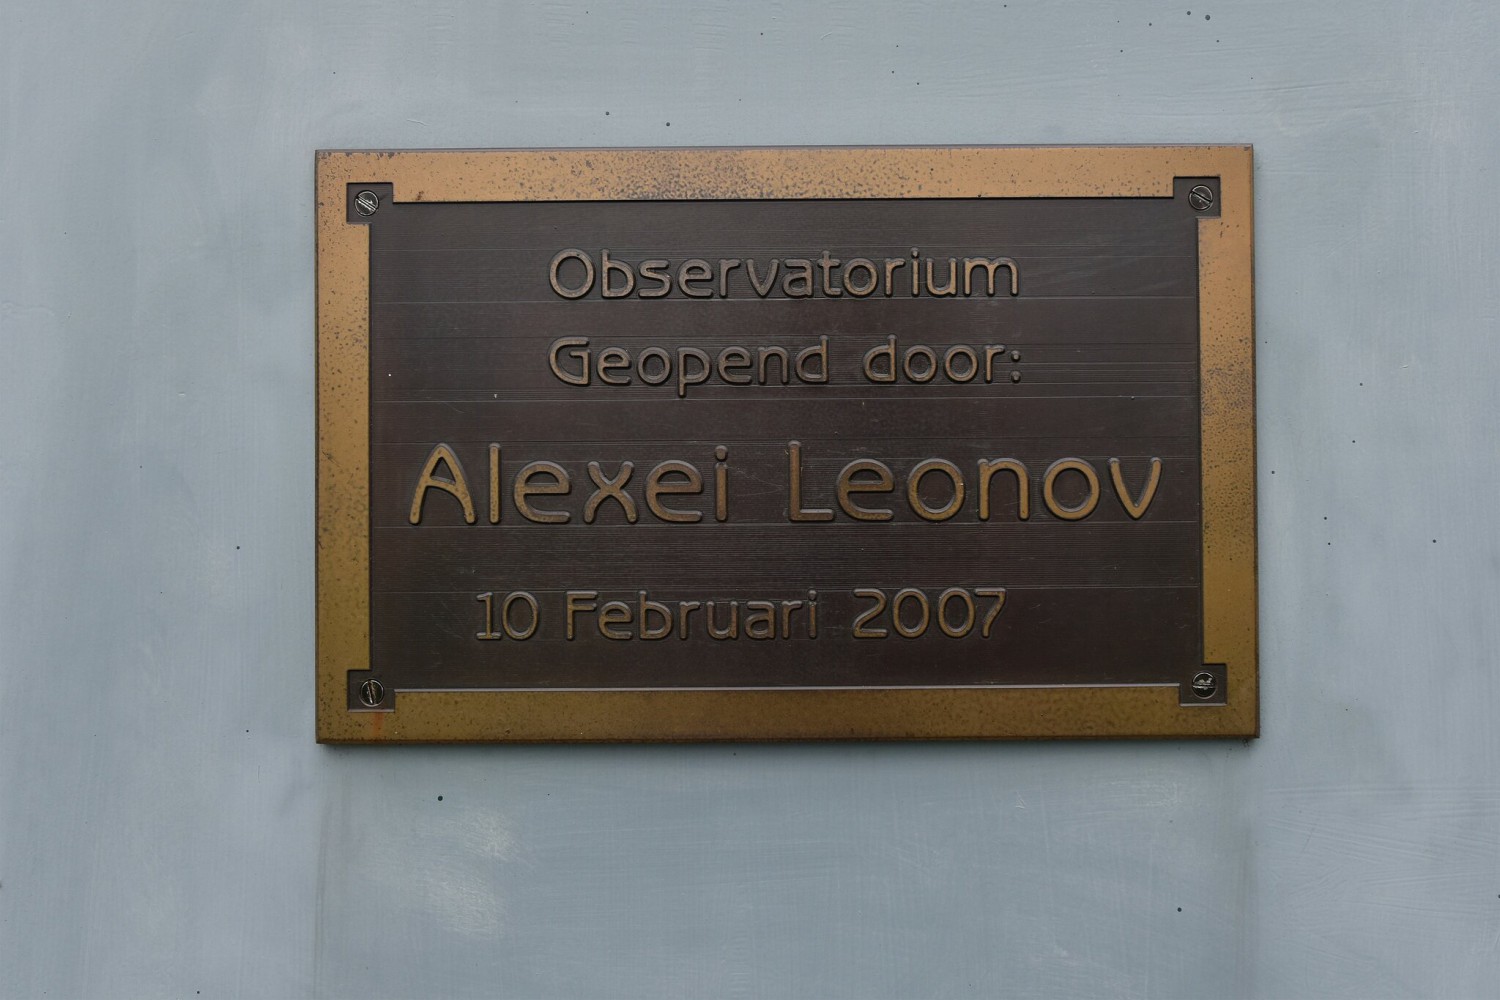 Observatorium
Geopend door:
Alexei Leonov
10 Februari 2007